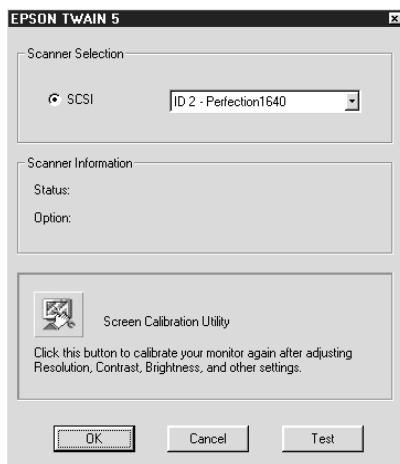 EPSON TWAIN 5
Scanner Selection
SCSI
ID 2 - Perfection1640
Scanner Information
Status:
Option:
Screen Calibration Utility
Click this button to calibrate your monitor again after adjusting
Resolution, Contrast, Brightness, and other settings.
OK
Cancel
Test